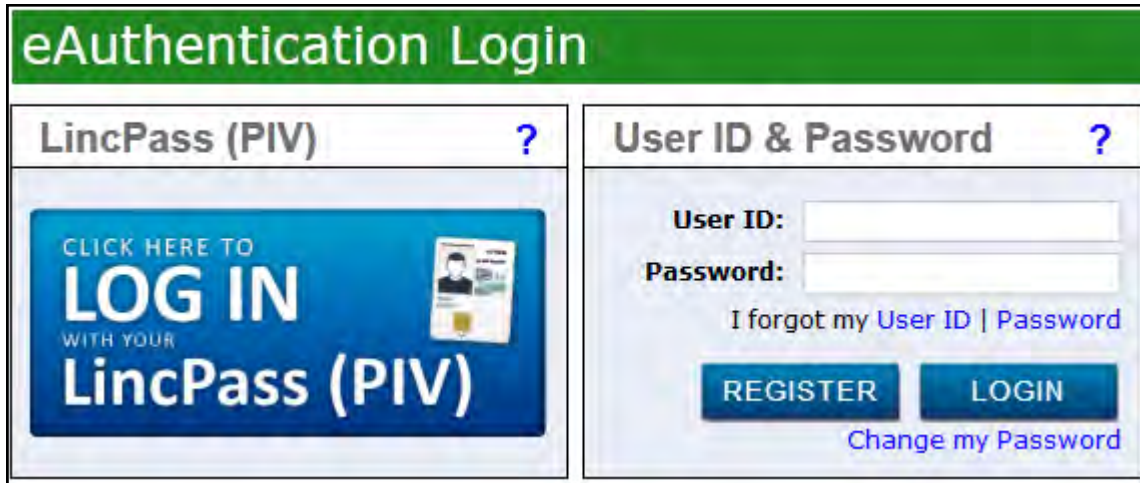 eAuthentication Login
LincPass (PIV) ?
CLICK HERE TO
LOG IN
WITH YOUR
LincPass (PIV)
User ID & Password ?
User ID:
Password:
I forgot my User ID | Password
REGISTER LOGIN
Change my Password